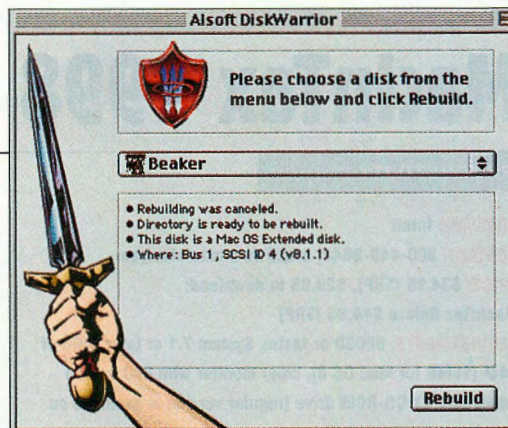 Alsoft DiskWarrior
Please choose a disk from the
menu below and click Rebuild.
Beaker
• Rebuilding was canceled.
• Directory is ready to be rebuilt.
• This disk is a Mac OS Extended disk.
• Where: Bus 1, SCSI ID 4 (v8.1.1)
Rebuild